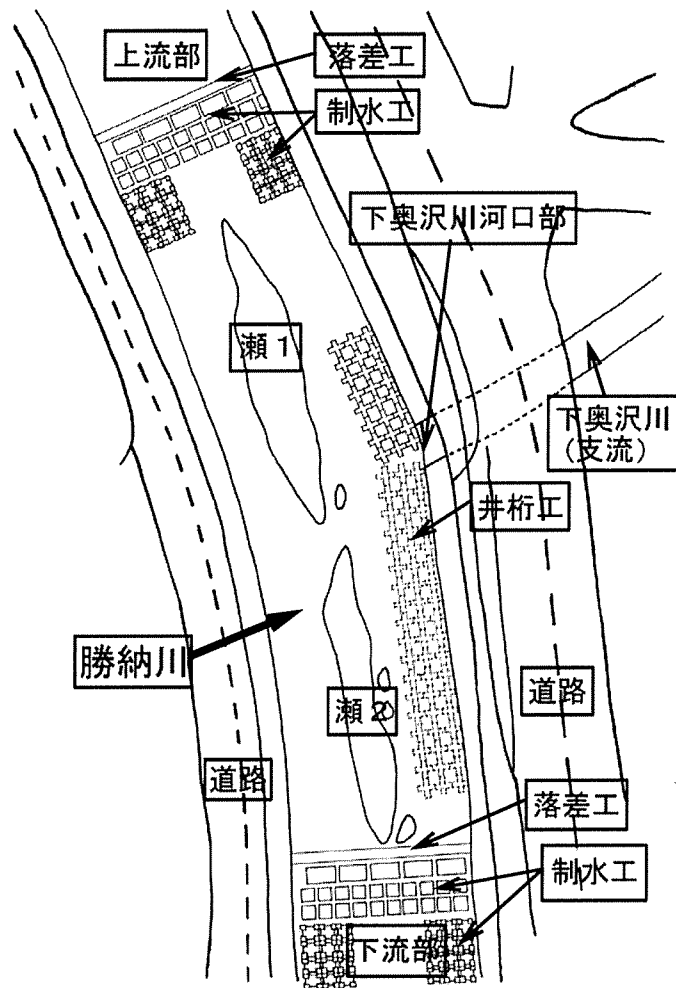 上流部
落差工
制水工
下奥沢川河口部
瀬1
下奥沢川
(支流)
井桁工
勝納川
道路
瀬2
道路
落差工
制水工
下流部